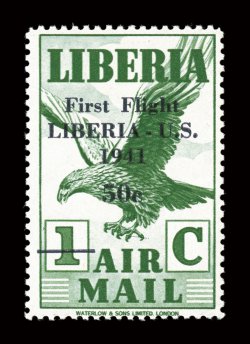 LIBERIA
First Flight
LIBERIA - U.S.
1941
50c
1 C
AIR
MAIL
WATERLOW & SONS LIMITED, LONDON.